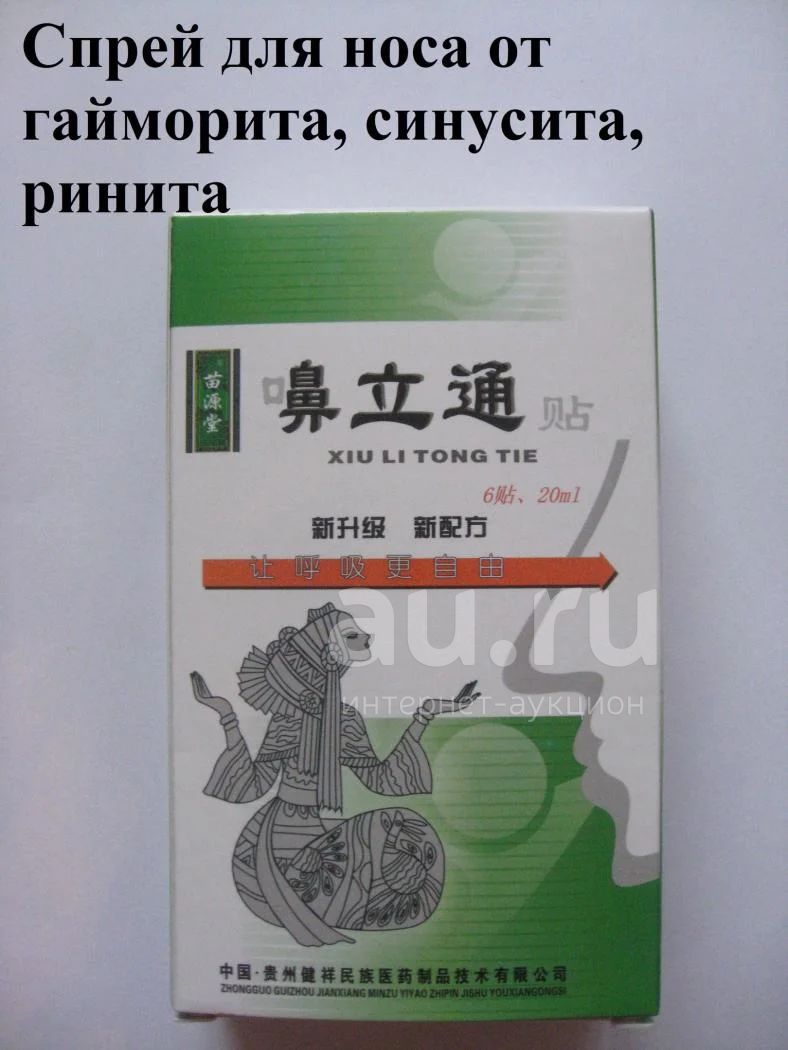 Спрей для носа от
гайморита, синусита,
ринита
苗源堂
嗅立通贴
XIU LI TONG TIE
6贴、20ml
新升级 新配方
让呼吸更自由
au.ru
интернет-аукцион
中国·贵州健祥民族医药制品技术有限公司
ZHONGGUO GUIZHOU JIANXIANG MINZU YIYAO ZHIPIN JISHU YOUXIANGONGSI